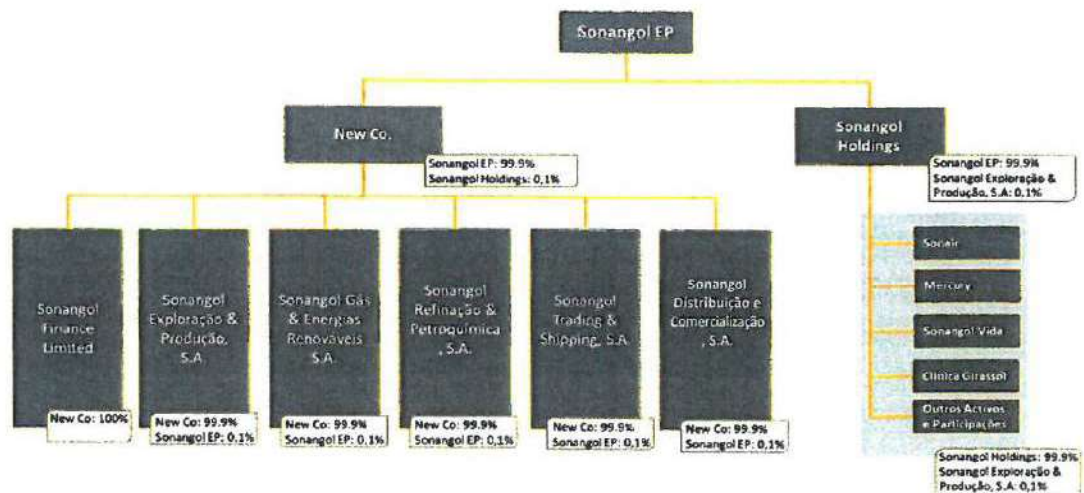 Sonangol EP
New Co.
Sonangol EP: 99.9%
Sonangol Holdings: 0,1%
Sonangol
Holdings
Sonangol EP: 99.9%
Sonangol Exploração &
Produção, S.A: 0,1%
Sonangol
Finance
Limited
New Co: 100%
Sonangol
Exploração &
Produção,
S.A.
New Co: 99.9%
Sonangol EP: 0,1%
Sonangol Gás
& Energias
Renováveis
S.A.
New Co: 99.9%
Sonangol EP: 0,1%
Sonangol
Refinação &
Petroquímica
, S.A.
New Co: 99.9%
Sonangol EP: 0,1%
Sonangol
Trading &
Shipping, S.A.
New Co: 99.9%
Sonangol EP: 0,1%
Sonangol
Distribuição e
Comercialização
, S.A.
New Co: 99.9%
Sonangol EP: 0,1%
Sonair
Mercury
Sonangol Vida
Clínica Girassol
Outros Activos
e Participações
Sonangol Holdings: 99.9%
Sonangol Exploração &
Produção, S.A: 0,1%